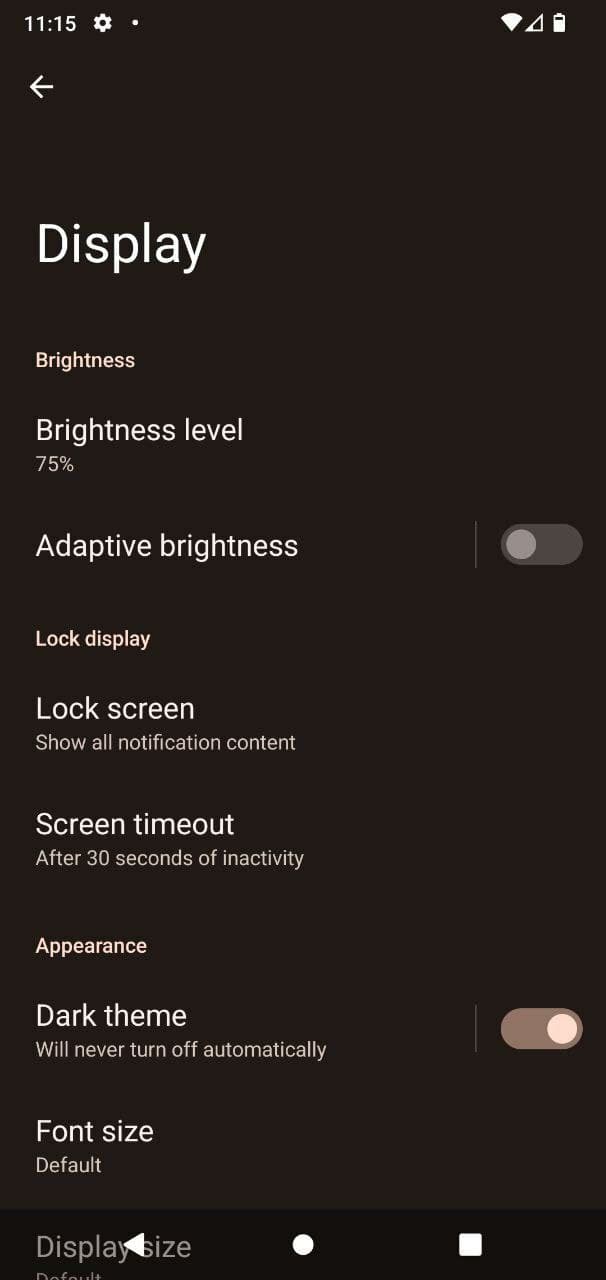 11:15
Display
Brightness
Brightness level
75%
Adaptive brightness
Lock display
Lock screen
Show all notification content
Screen timeout
After 30 seconds of inactivity
Appearance
Dark theme
Will never turn off automatically
Font size
Default
Display size
Default